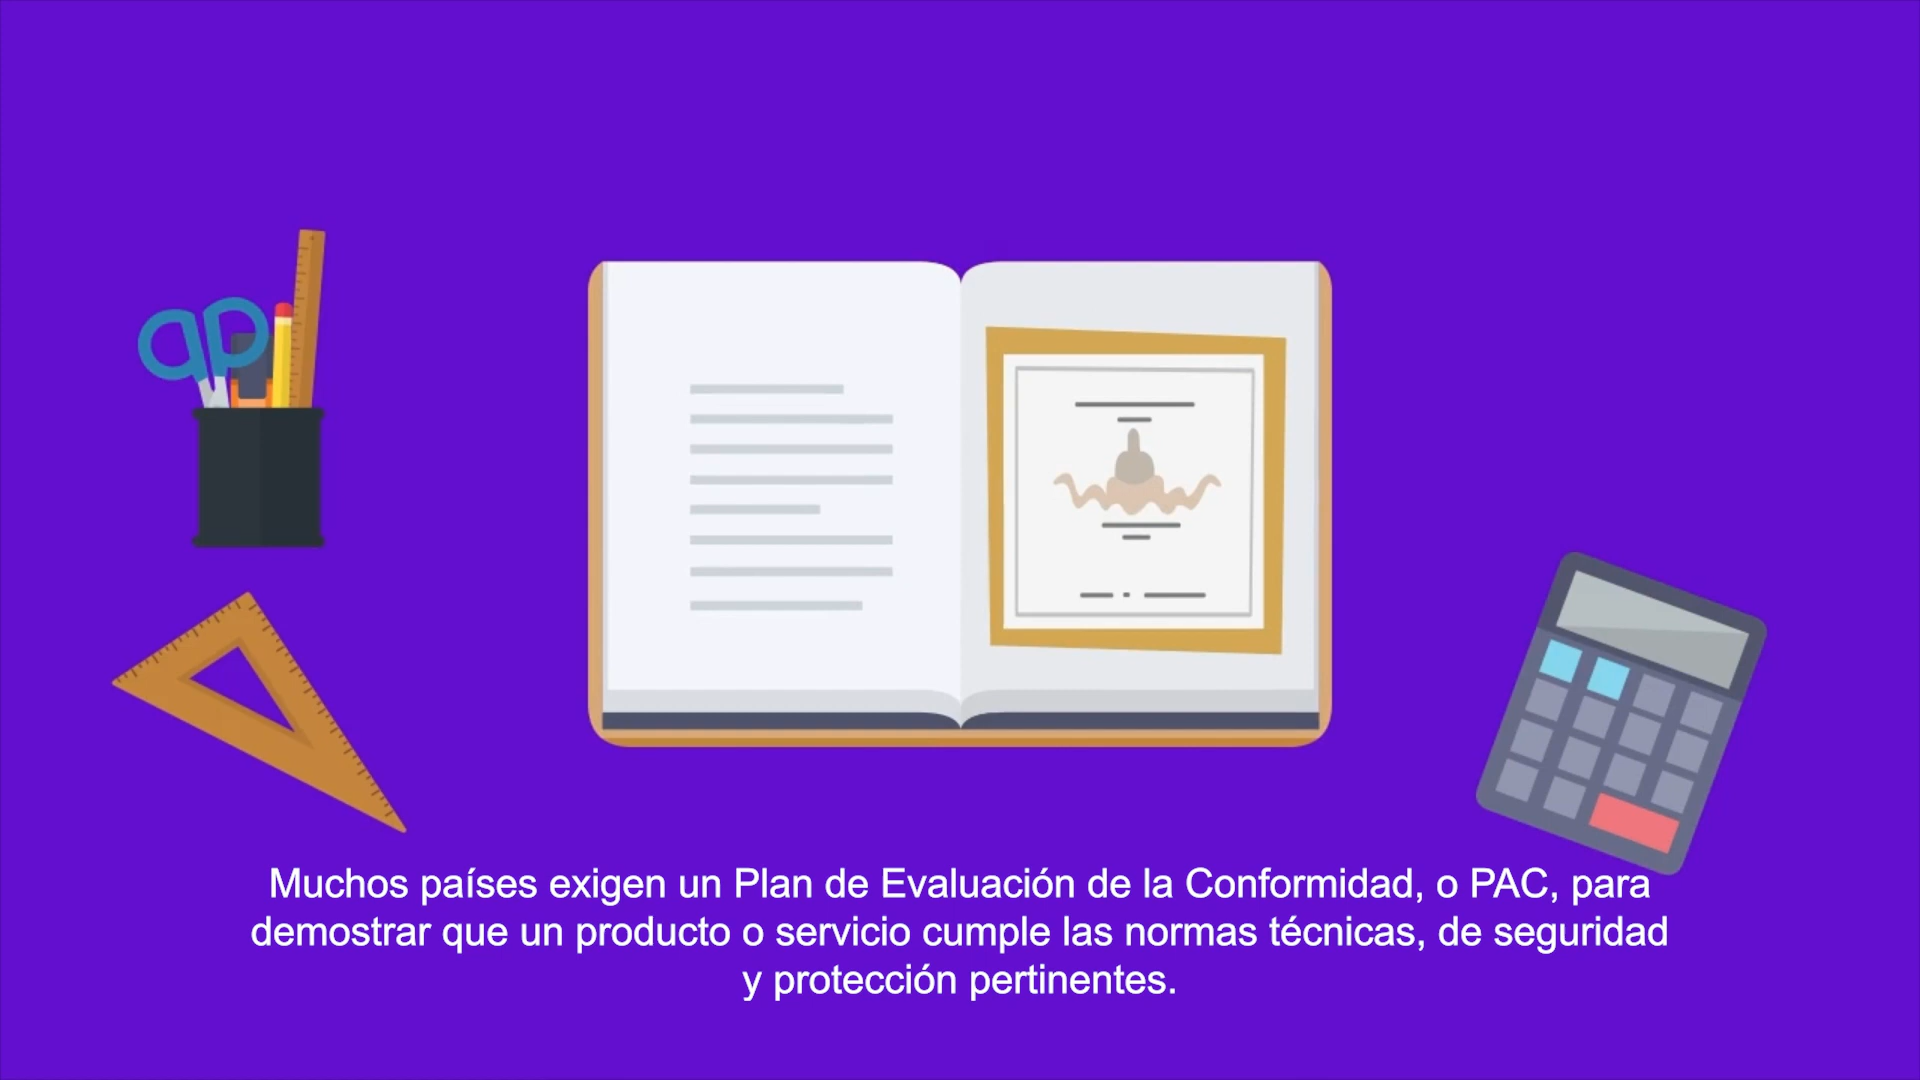 Muchos países exigen un Plan de Evaluación de la Conformidad, o PAC, para
demostrar que un producto o servicio cumple las normas técnicas, de seguridad
y protección pertinentes.